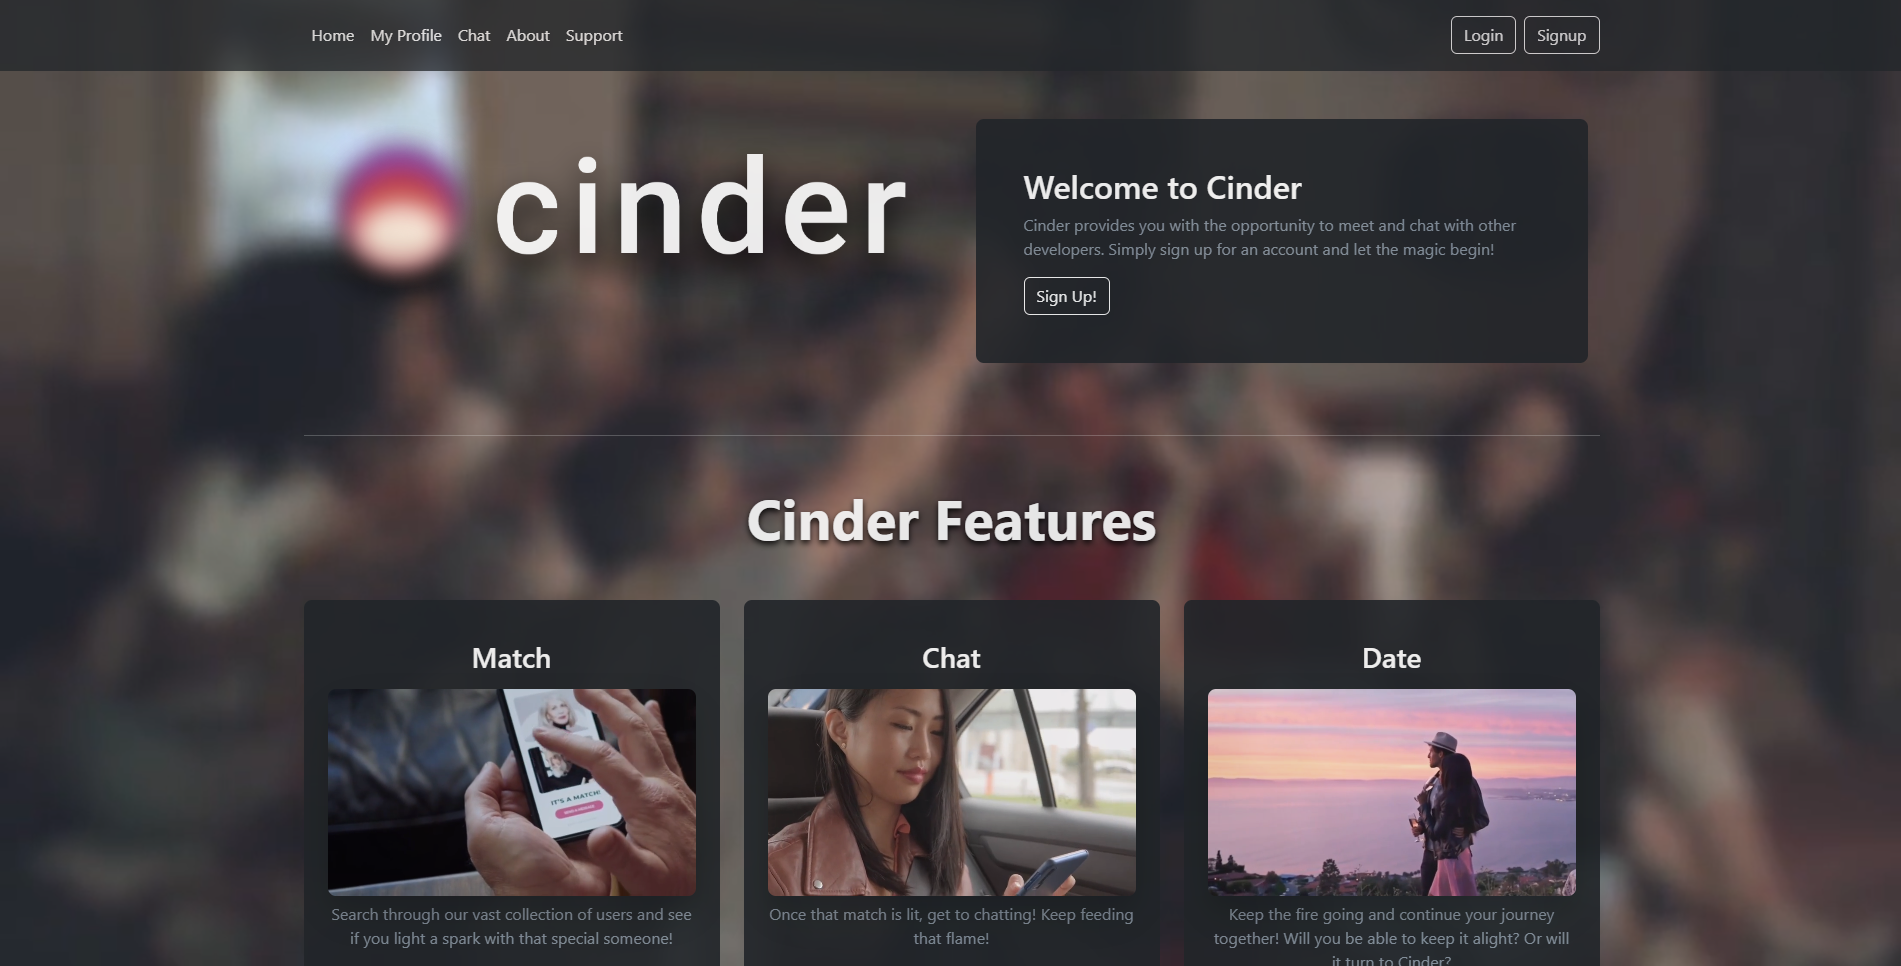 Home My Profile Chat About Support Login Signup
cinder
Welcome to Cinder
Cinder provides you with the opportunity to meet and chat with other
developers. Simply sign up for an account and let the magic begin!
Sign Up!
Cinder Features
Match
IT'S A MATCH!
Search through our vast collection of users and see
if you light a spark with that special someone!
Chat
Once that match is lit, get to chatting! Keep feeding
that flame!
Date
Keep the fire going and continue your journey
together! Will you be able to keep it alight? Or will
it turn to Cinder?